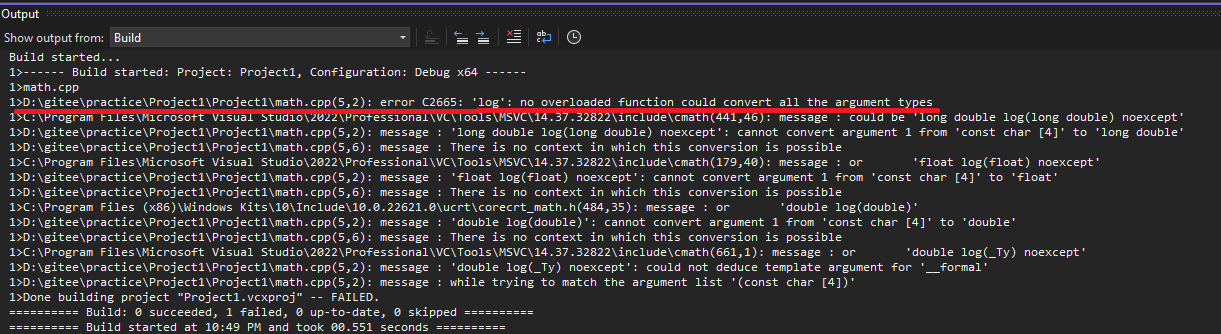 Output
Show output from: Build
Build started...
1>------ Build started: Project: Project1, Configuration: Debug x64 ------
1>math.cpp
1>D:\gitee\practice\Project1\Project1\math.cpp(5,2): error C2665: 'log': no overloaded function could convert all the argument types
1>C:\Program Files\Microsoft Visual Studio\2022\Professional\VC\Tools\MSVC\14.37.32822\include\cmath(441,46): message : could be 'long double log(long double) noexcept'
1>D:\gitee\practice\Project1\Project1\math.cpp(5,2): message : 'long double log(long double) noexcept': cannot convert argument 1 from 'const char [4]' to 'long double'
1>D:\gitee\practice\Project1\Project1\math.cpp(5,6): message : There is no context in which this conversion is possible
1>C:\Program Files\Microsoft Visual Studio\2022\Professional\VC\Tools\MSVC\14.37.32822\include\cmath(179,40): message : or       'float log(float) noexcept'
1>D:\gitee\practice\Project1\Project1\math.cpp(5,2): message : 'float log(float) noexcept': cannot convert argument 1 from 'const char [4]' to 'float'
1>D:\gitee\practice\Project1\Project1\math.cpp(5,6): message : There is no context in which this conversion is possible
1>C:\Program Files (x86)\Windows Kits\10\Include\10.0.22621.0\ucrt\corecrt_math.h(484,35): message : or       'double log(double)'
1>D:\gitee\practice\Project1\Project1\math.cpp(5,2): message : 'double log(double)': cannot convert argument 1 from 'const char [4]' to 'double'
1>D:\gitee\practice\Project1\Project1\math.cpp(5,6): message : There is no context in which this conversion is possible
1>C:\Program Files\Microsoft Visual Studio\2022\Professional\VC\Tools\MSVC\14.37.32822\include\cmath(661,1): message : or       'double log(_Ty) noexcept'
1>D:\gitee\practice\Project1\Project1\math.cpp(5,2): message : 'double log(_Ty) noexcept': could not deduce template argument for '__formal'
1>D:\gitee\practice\Project1\Project1\math.cpp(5,2): message : while trying to match the argument list '(const char [4])'
1>Done building project "Project1.vcxproj" -- FAILED.
========== Build: 0 succeeded, 1 failed, 0 up-to-date, 0 skipped ==========
========== Build started at 10:49 PM and took 00.551 seconds ==========